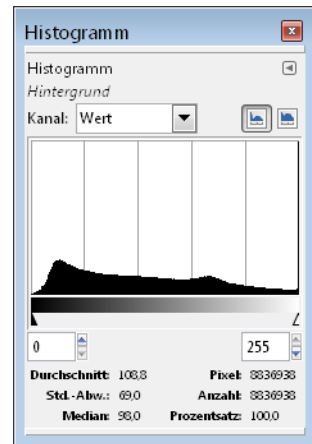 Histogramm
Histogramm
Hintergrund
Kanal: Wert
0 255
Durchschnitt: 108,8 Pixel: 8836938
Std.-Abw.: 69,0 Anzahl: 8836938
Median: 98,0 Prozentsatz: 100,0